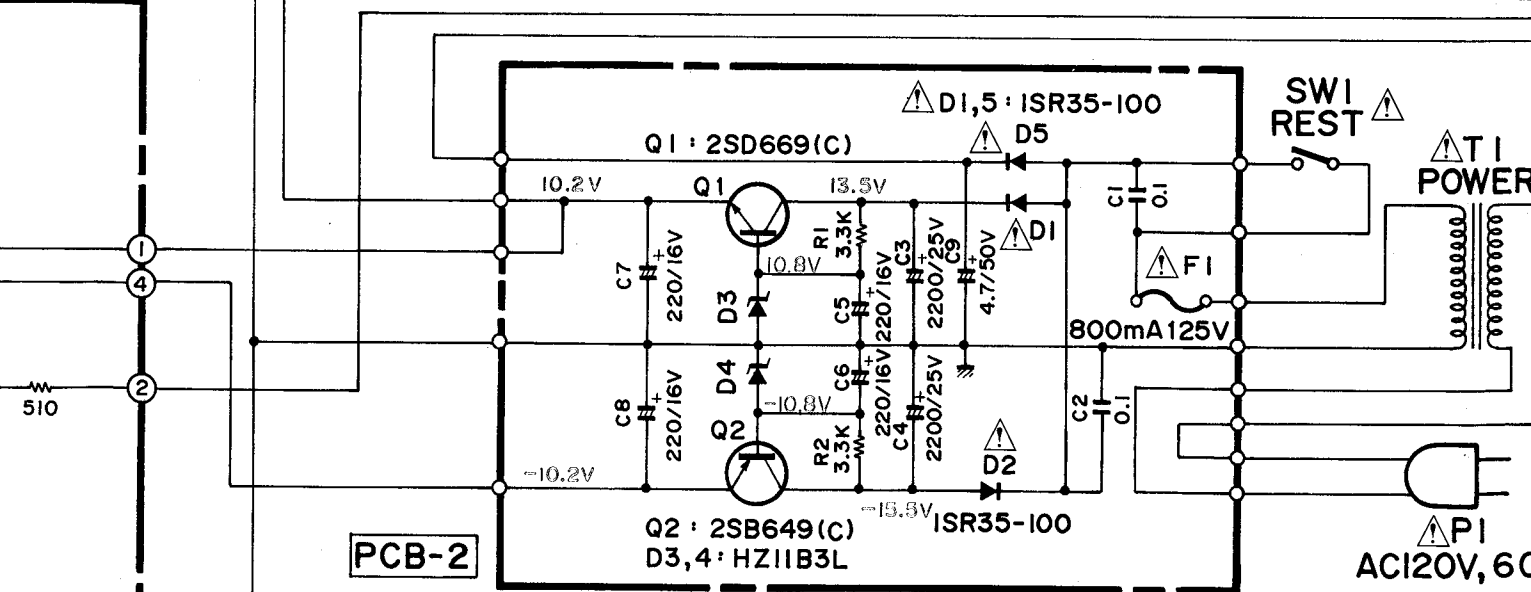 ⚠ D1,5 : 1SR35-100
SW1 ⚠
REST
⚠ D5
Q1 : 2SD669(C)
⚠ T1
POWER
10.2V
Q1
13.5V
C1
0.1
R1
3.3K
⚠ D1
1
C7
220/16V
+
10.8V
C3
2200/25V
+
C9
4.7/50V
+
⚠ F1
4
D3
C5
220/16V
+
800mA 125V
D4
C6
220/16V
+
2
510
C8
220/16V
+
-10.8V
C4
2200/25V
+
C2
0.1
Q2
R2
3.3K
⚠
D2
-10.2V
1SR35-100
Q2 : 2SB649(C)
D3,4 : HZ11B3L
PCB-2
⚠ P1
AC120V, 60